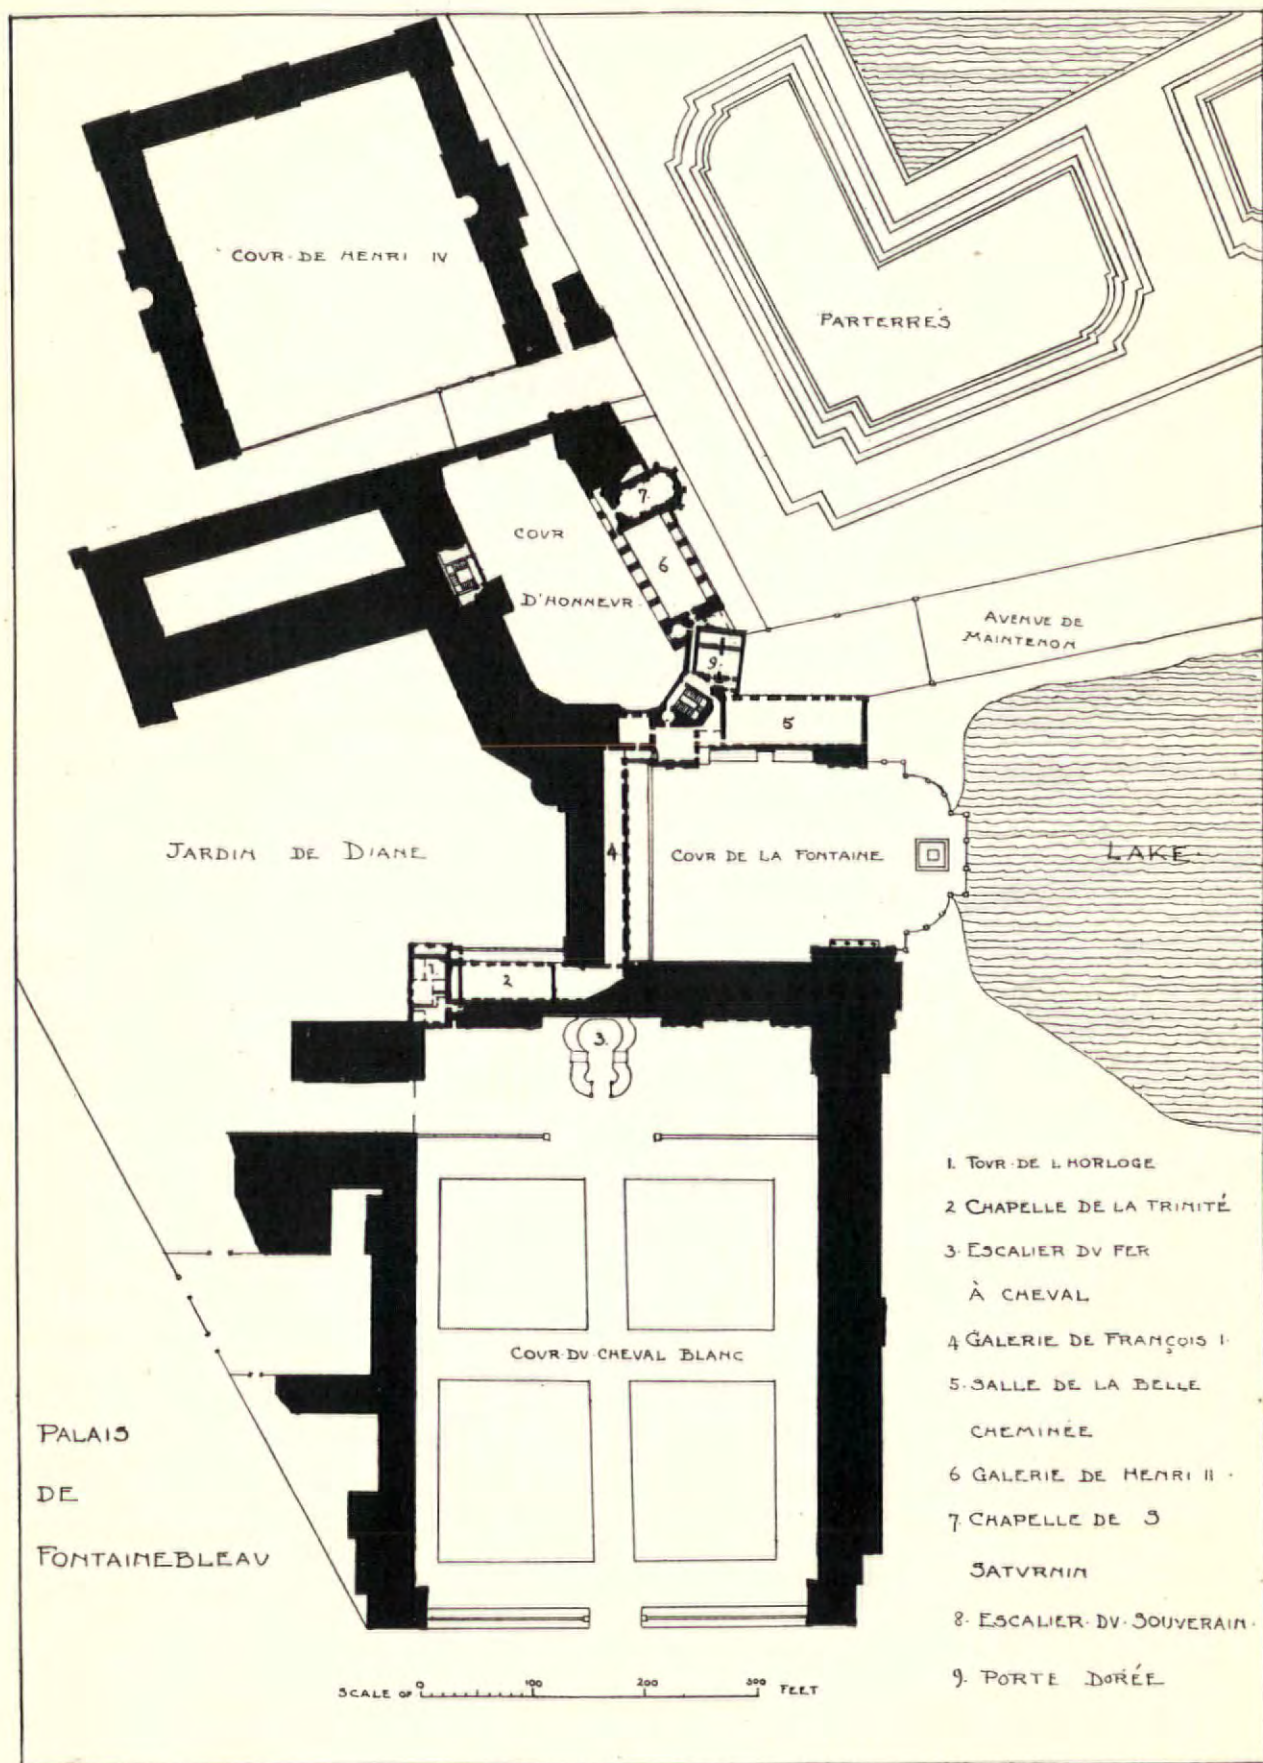 COVR · DE HENRI IV
PARTERRES
7.
COVR
D'HONNEVR ·
6
AVENVE DE
MAINTENON
9.
5
JARDIN DE DIANE
4
COVR DE LA FONTAINE
LAKE ·
1.
2
3.
1. TOVR · DE L HORLOGE
2 CHAPELLE DE LA TRINITÉ
3 · ESCALIER DV FER
À CHEVAL
4 GALERIE DE FRANÇOIS I ·
5 · SALLE DE LA BELLE
CHEMINÉE
6 GALERIE DE HENRI II ·
7. CHAPELLE DE S
SATVRNIN
8 · ESCALIER · DV · SOUVERAIN ·
9. PORTE DORÉE
COVR · DV · CHEVAL BLANC
PALAIS
DE
FONTAINEBLEAV
SCALE OF 0 100 200 300 FEET